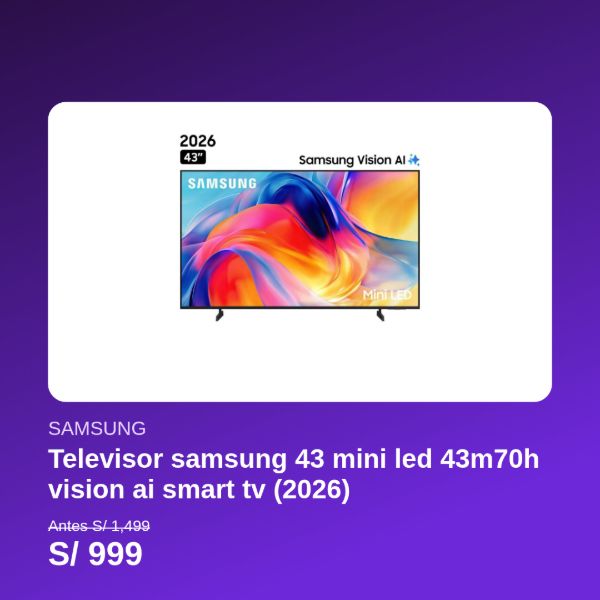 2026
43"
Samsung Vision AI
SAMSUNG
Mini LED
SAMSUNG
Televisor samsung 43 mini led 43m70h
vision ai smart tv (2026)
Antes S/ 1,499
S/ 999